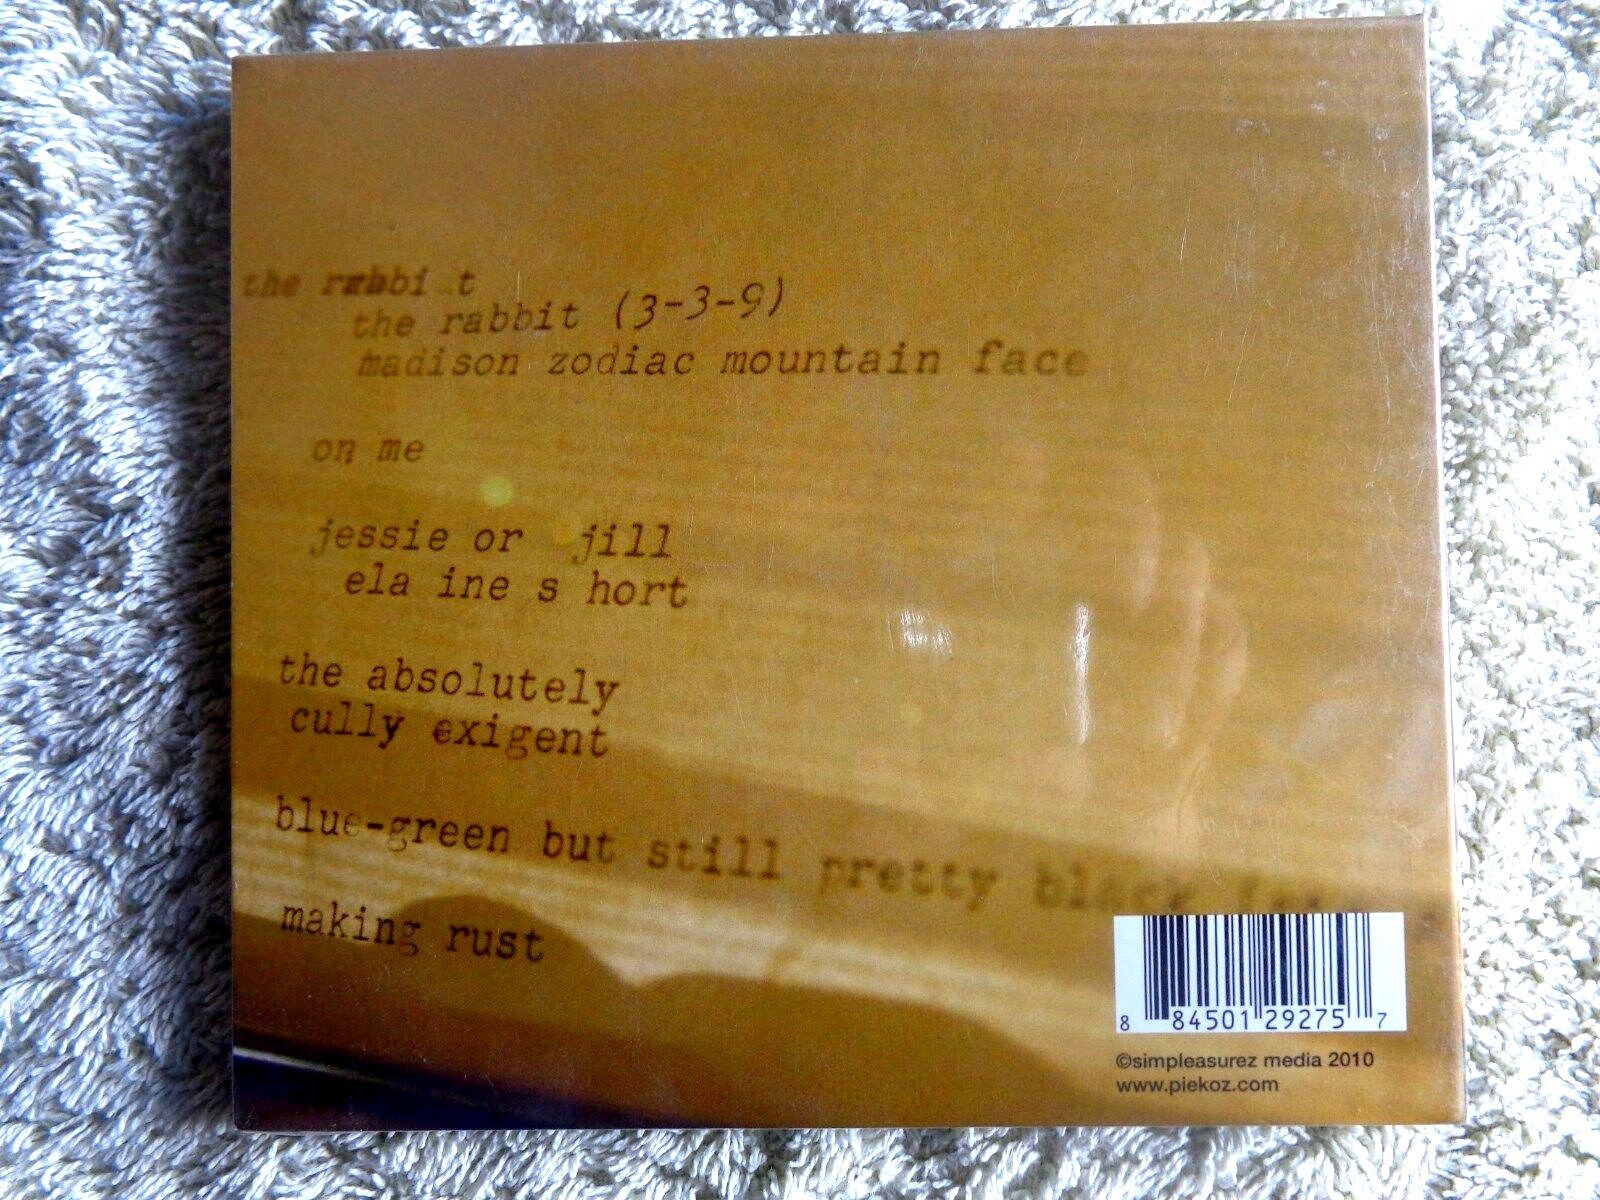 the rabbi t
the rabbit (3-3-9)
madison zodiac mountain face
on me
jessie or jill
ela ine s hort
the absolutely
cully exigent
blue-green but still pretty black
making rust
8 84501 29275 7
©simpleasurez media 2010
www.piekoz.com